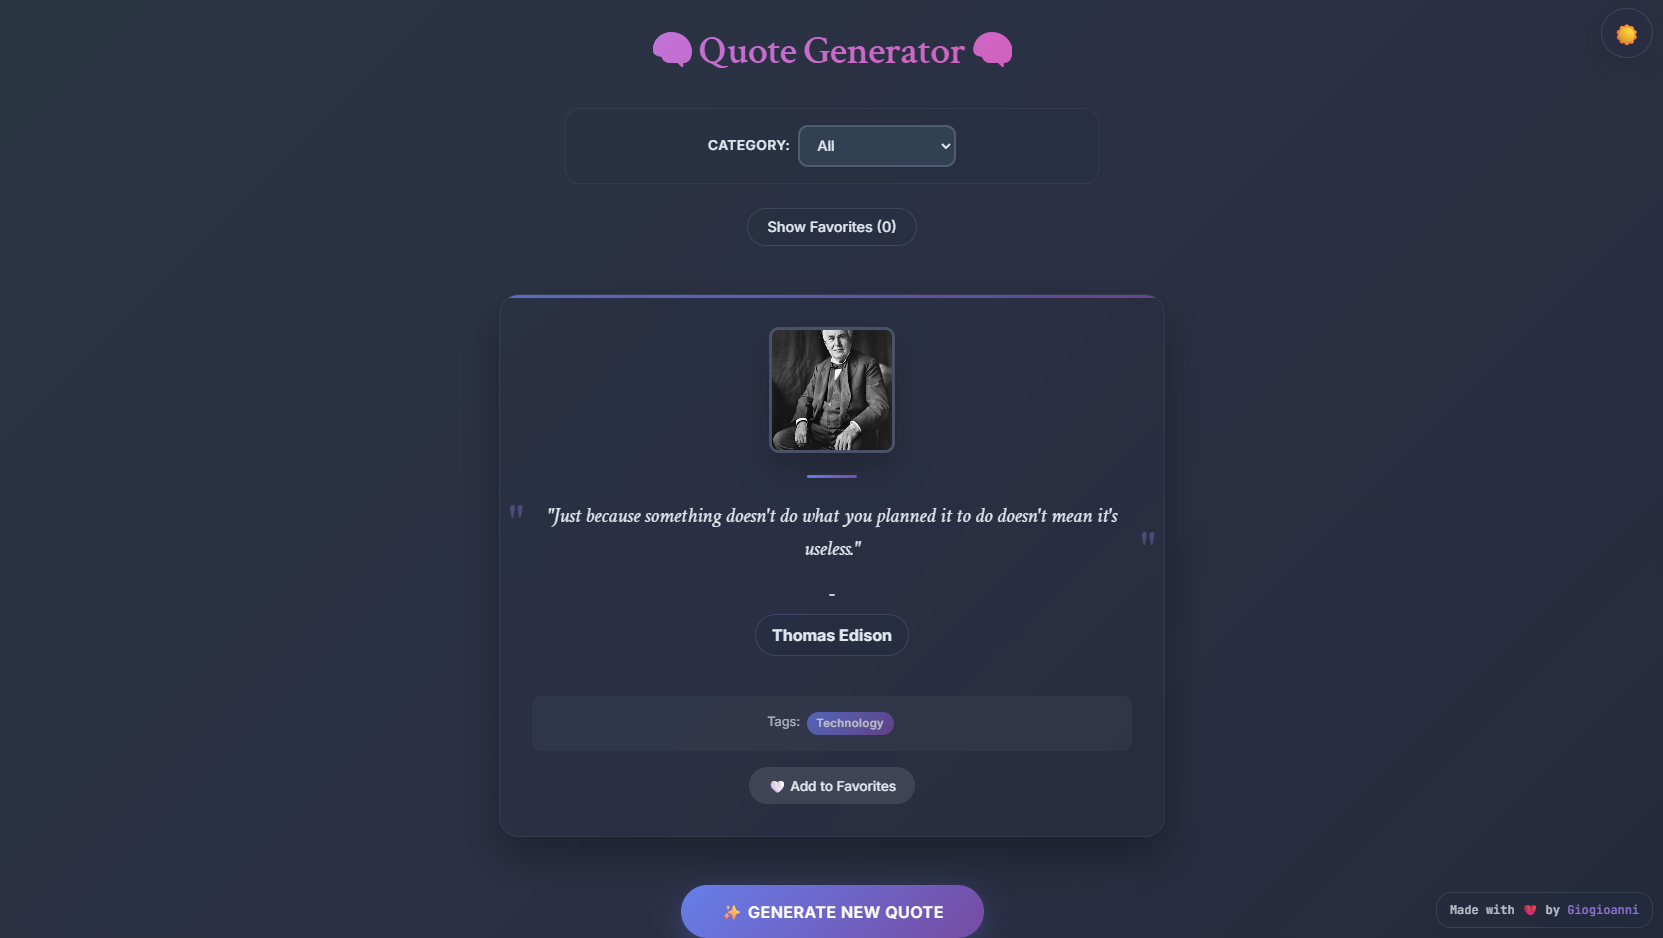 Quote Generator
CATEGORY: All
Show Favorites (0)
"Just because something doesn't do what you planned it to do doesn't mean it's
useless."
-
Thomas Edison
Tags: Technology
Add to Favorites
GENERATE NEW QUOTE
Made with by Giogioanni